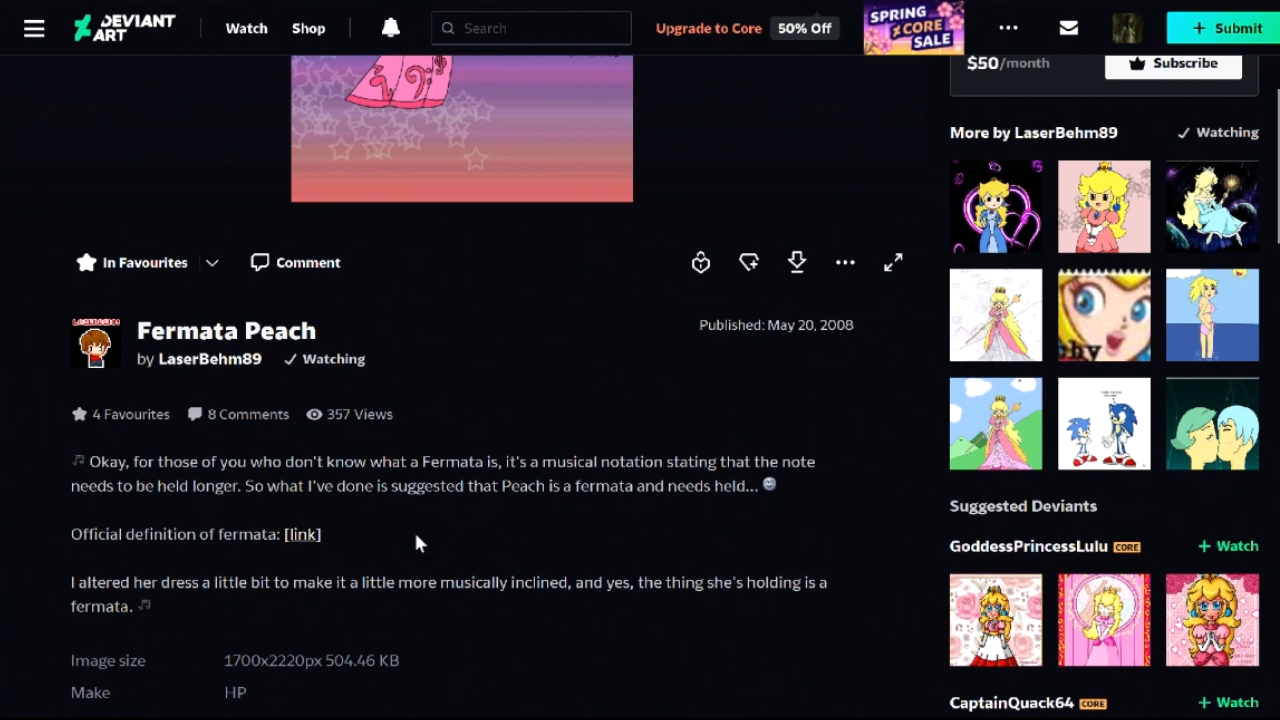 DEVIANT ART
Watch
Shop
Search
Upgrade to Core
50% Off
SPRING CORE SALE
+ Submit
$50/month
Subscribe
More by LaserBehm89
Watching
In Favourites
Comment
Fermata Peach
by LaserBehm89
Watching
Published: May 20, 2008
4 Favourites
8 Comments
357 Views
Okay, for those of you who don't know what a Fermata is, it's a musical notation stating that the note
needs to be held longer. So what I've done is suggested that Peach is a fermata and needs held...
Official definition of fermata: [link]
I altered her dress a little bit to make it a little more musically inclined, and yes, the thing she's holding is a
fermata.
Image size 1700x2220px 504.46 KB
Make HP
Suggested Deviants
GoddessPrincessLulu CORE + Watch
CaptainQuack64 CORE + Watch